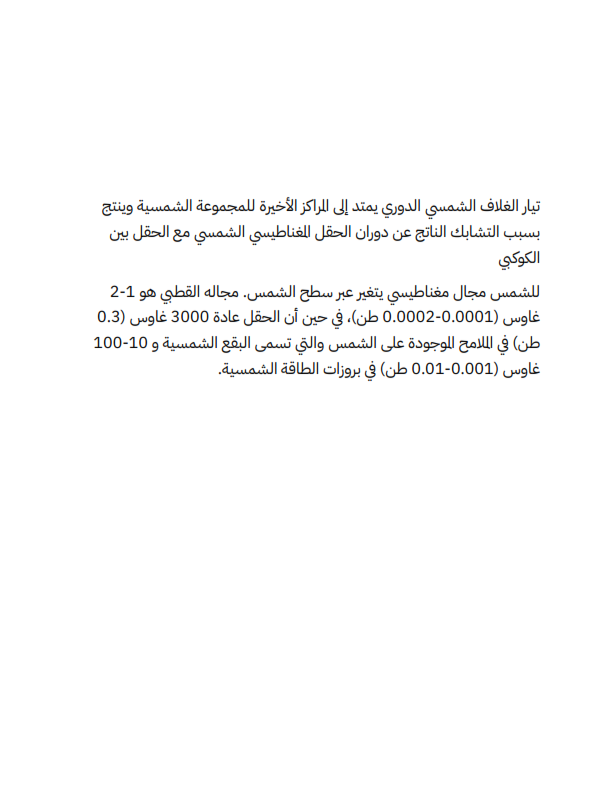 تيار الغلاف الشمسي الدوري يمتد إلى المراكز الأخيرة للمجموعة الشمسية وينتج
بسبب التشابك الناتج عن دوران الحقل المغناطيسي الشمسي مع الحقل بين
الكوكبي
للشمس مجال مغناطيسي يتغير عبر سطح الشمس. مجاله القطبي هو 1-2
غاوس (0.0001-0.0002 طن)، في حين أن الحقل عادة 3000 غاوس (0.3
طن) في الملامح الموجودة على الشمس والتي تسمى البقع الشمسية و 10-100
غاوس (0.001-0.01 طن) في بروزات الطاقة الشمسية.